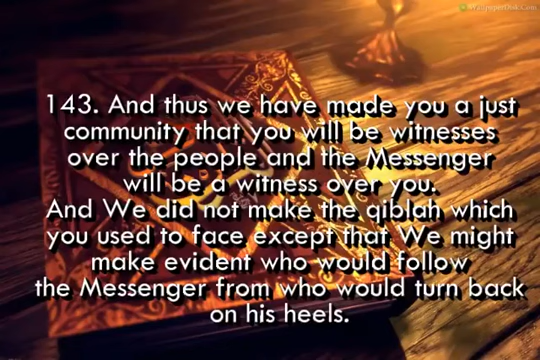 WallpaperDisk.Com
143. And thus we have made you a just
community that you will be witnesses
over the people and the Messenger
will be a witness over you.
And We did not make the qiblah which
you used to face except that We might
make evident who would follow
the Messenger from who would turn back
on his heels.